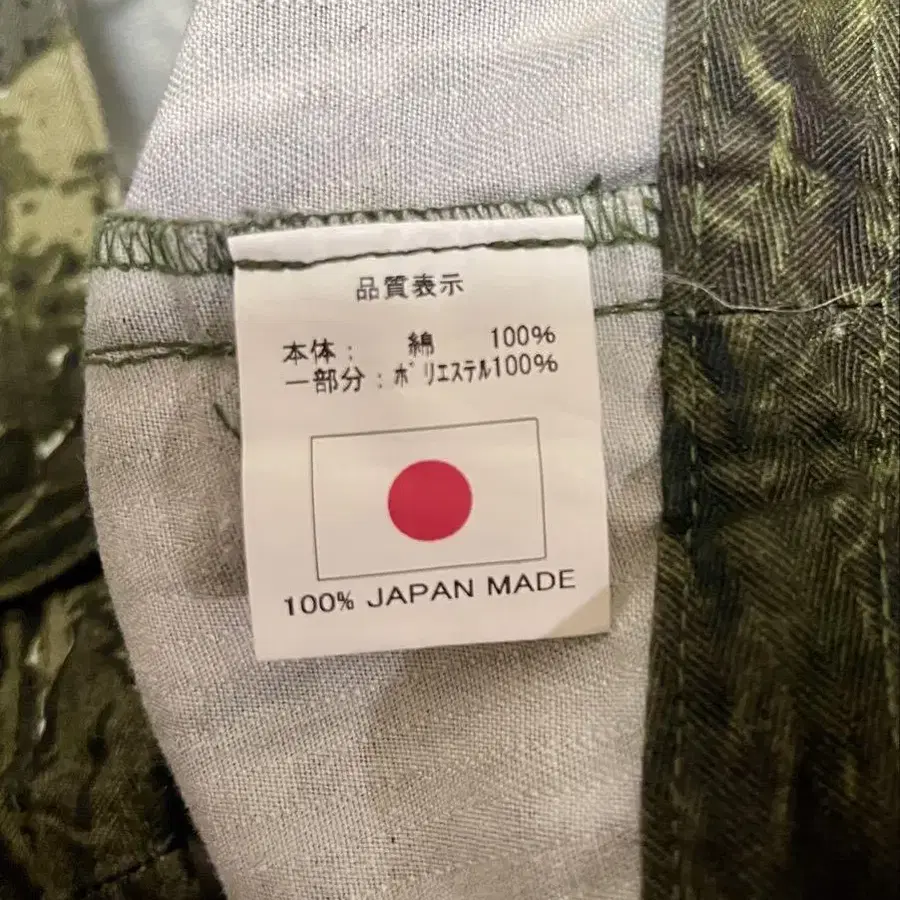 品質表示
本体： 綿 100%
一部分：ポリエステル100%
100% JAPAN MADE